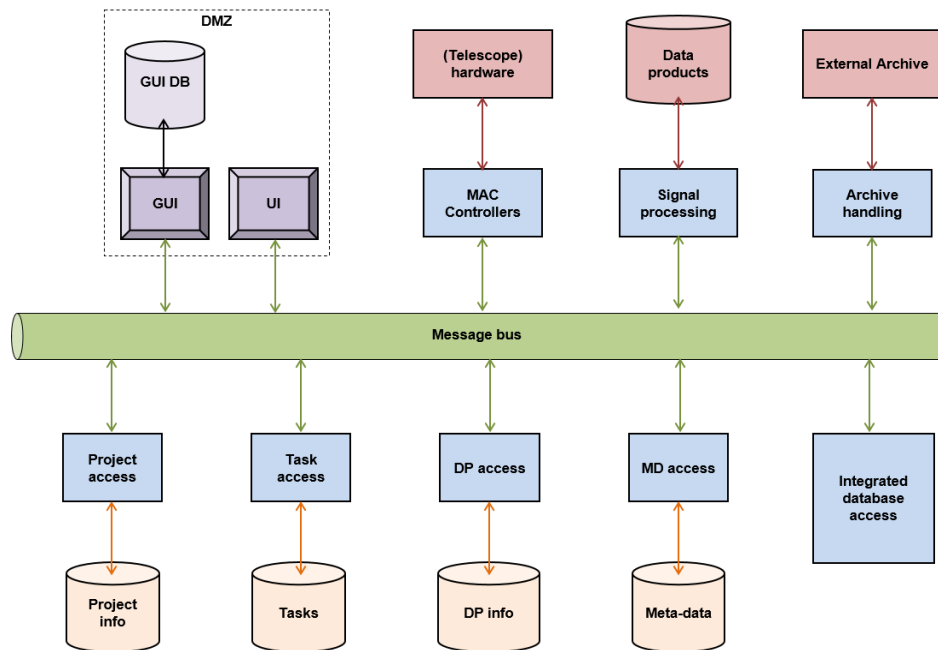 DMZ
GUI DB
(Telescope)
hardware
Data
products
External Archive
GUI
UI
MAC
Controllers
Signal
processing
Archive
handling
Message bus
Project
access
Task
access
DP access
MD access
Integrated
database
access
Project
info
Tasks
DP info
Meta-data